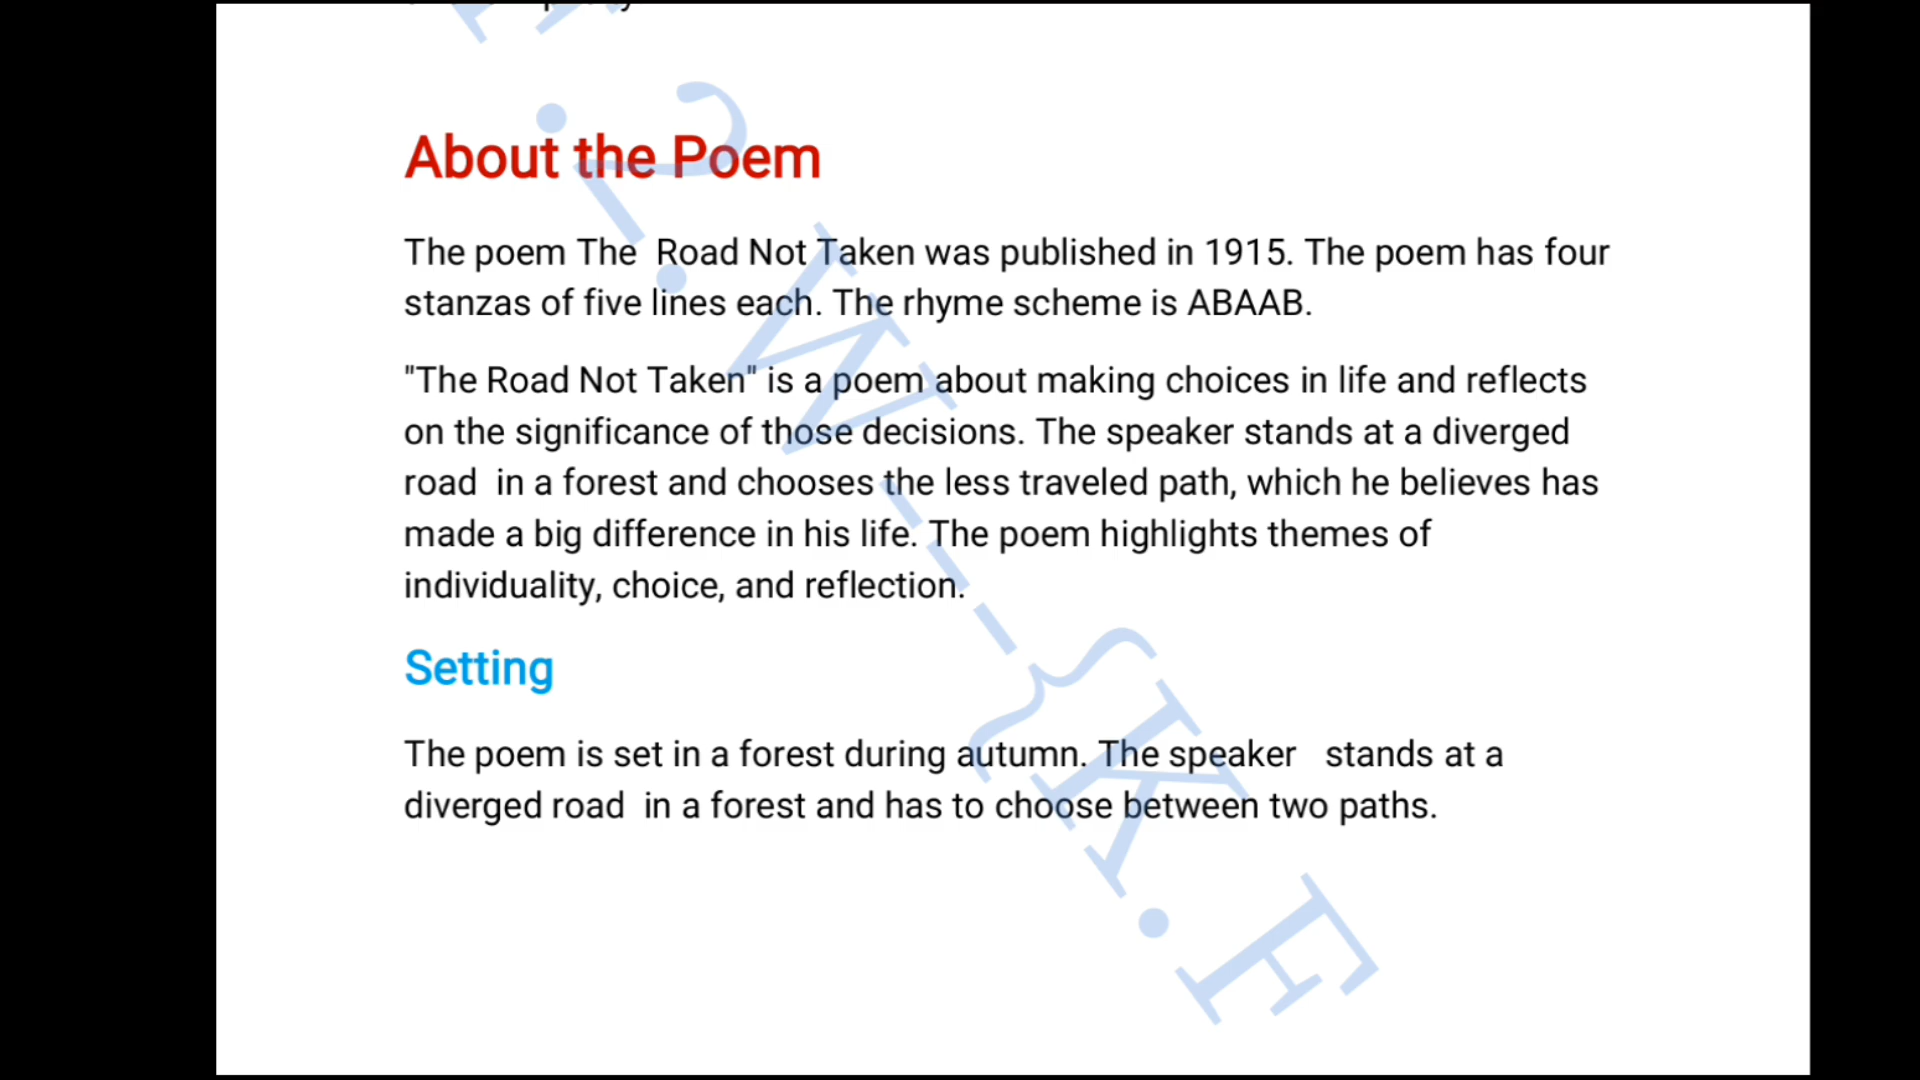 About the Poem
The poem The Road Not Taken was published in 1915. The poem has four
stanzas of five lines each. The rhyme scheme is ABAAB.
"The Road Not Taken" is a poem about making choices in life and reflects
on the significance of those decisions. The speaker stands at a diverged
road in a forest and chooses the less traveled path, which he believes has
made a big difference in his life. The poem highlights themes of
individuality, choice, and reflection.
Setting
The poem is set in a forest during autumn. The speaker stands at a
diverged road in a forest and has to choose between two paths.